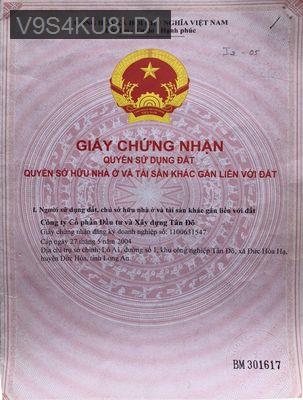 V9S4KU8LD1
NGHĨA VIỆT NAM
Hạnh phúc
GIẤY CHỨNG NHẬN
QUYỀN SỬ DỤNG ĐẤT
QUYỀN SỞ HỮU NHÀ Ở VÀ TÀI SẢN KHÁC GẮN LIỀN VỚI ĐẤT
I. Người sử dụng đất, chủ sở hữu nhà ở và tài sản khác gắn liền với đất
Công ty Cổ phần Đầu tư và Xây dựng Tân Đô
Giấy chứng nhận đăng ký doanh nghiệp số: 1100631547
Cấp ngày 27 tháng 5 năm 2004
Địa chỉ trụ sở chính: Lô A1, đường số 1, khu công nghiệp Tân Đô, xã Đức Hòa Hạ,
huyện Đức Hòa, tỉnh Long An.
BM 301617